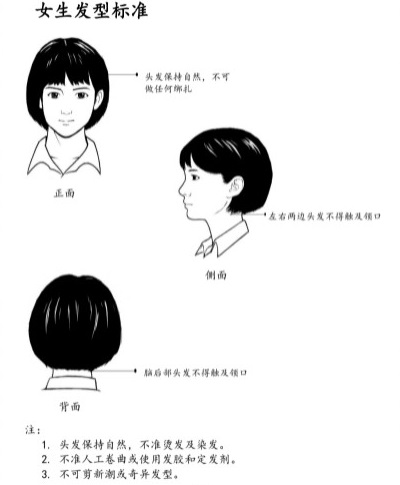 女生发型标准
头发保持自然，不可
做任何绑扎
正面
左右两边头发不得触及领口
侧面
脑后部头发不得触及领口
背面
注：
1. 头发保持自然，不准烫发及染发。
2. 不准人工卷曲或使用发胶和定发剂。
3. 不可剪新潮或奇异发型。